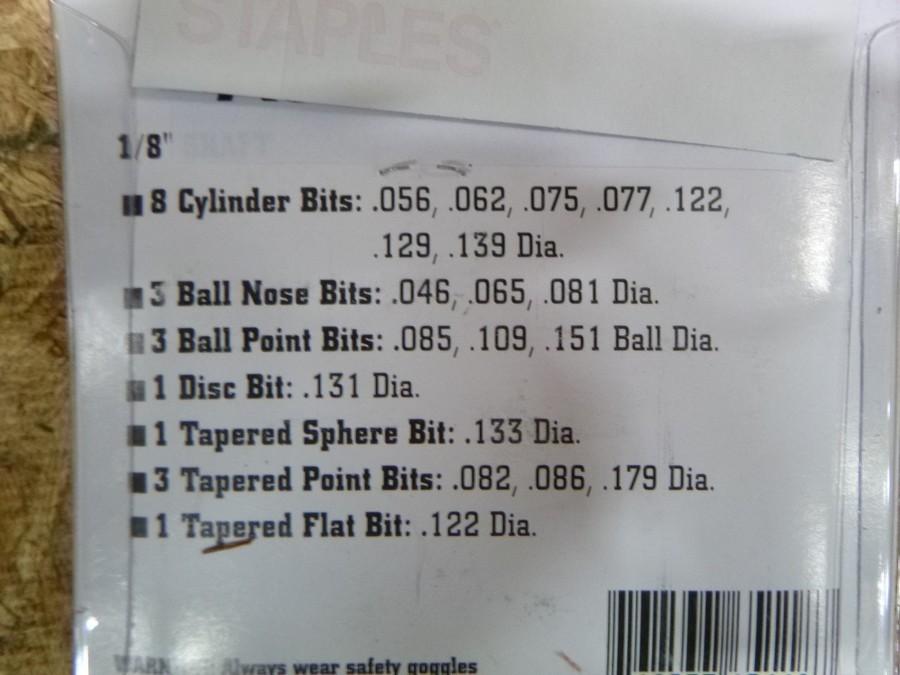 STAPLES
1/8" SHAFT
8 Cylinder Bits: .056, .062, .075, .077, .122,
.129, .139 Dia.
3 Ball Nose Bits: .046, .065, .081 Dia.
3 Ball Point Bits: .085, .109, .151 Ball Dia.
1 Disc Bit: .131 Dia.
1 Tapered Sphere Bit: .133 Dia.
3 Tapered Point Bits: .082, .086, .179 Dia.
1 Tapered Flat Bit: .122 Dia.
WARNING: Always wear safety goggles